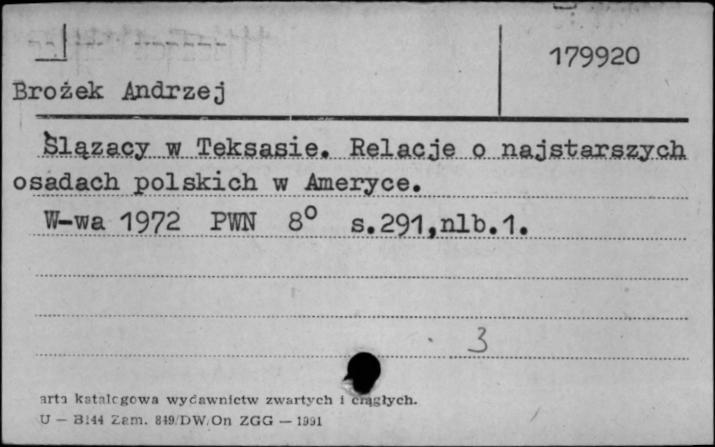 179920
Brożek Andrzej
Ślązacy w Teksasie. Relacje o najstarszych
osadach polskich w Ameryce.
W-wa 1972 PWN 8° s.291,nlb.1.
3
arta katalogowa wydawnictw zwartych i ciągłych.
U — B144 Zam. 849/DW/On ZGG — 1991